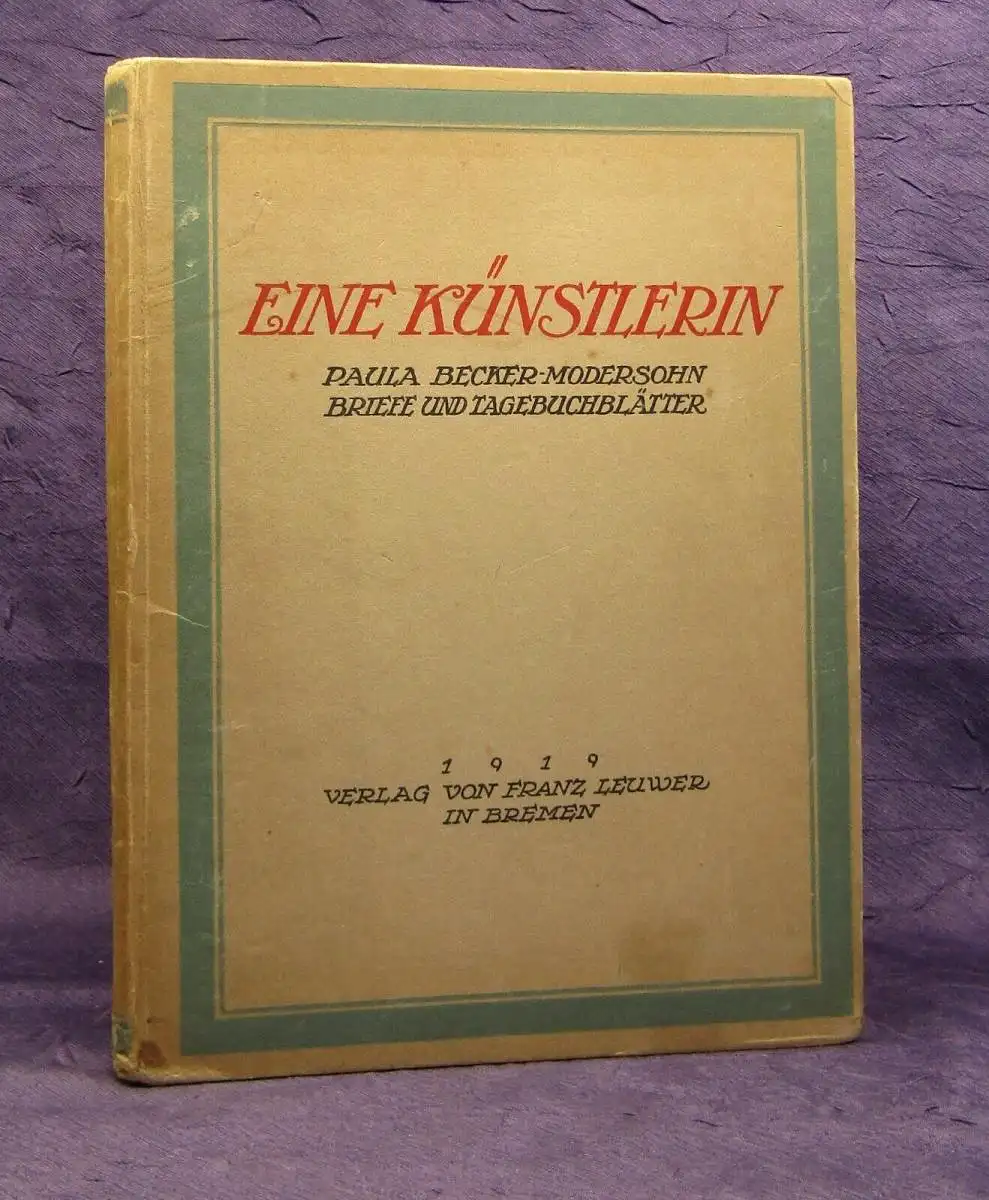 EINE KÜNSTLERIN
PAULA BECKER-MODERSOHN
BRIEFE UND TAGEBUCHBLÄTTER
1919
VERLAG VON FRANZ LEUWER
IN BREMEN